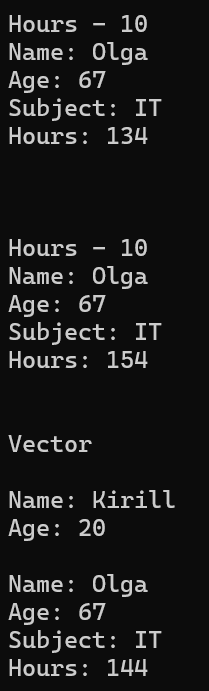 Hours – 10
Name: Olga
Age: 67
Subject: IT
Hours: 134
Hours – 10
Name: Olga
Age: 67
Subject: IT
Hours: 154
Vector
Name: Kirill
Age: 20
Name: Olga
Age: 67
Subject: IT
Hours: 144